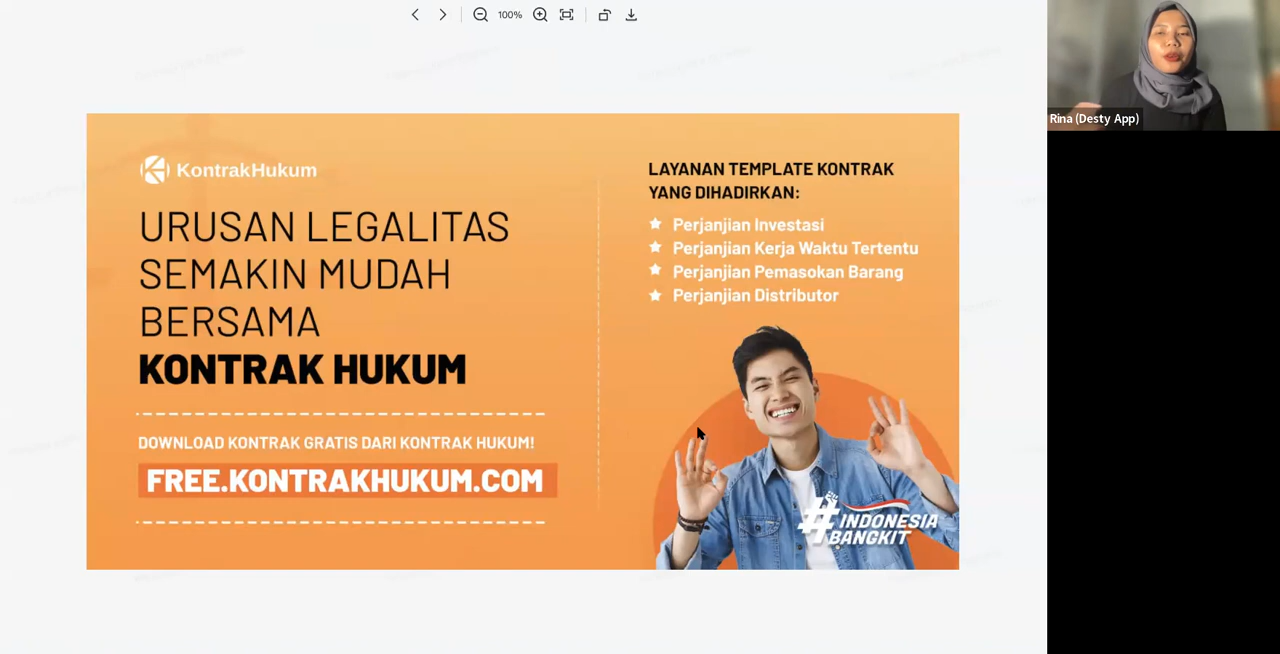 100%
KontrakHukum
URUSAN LEGALITAS
SEMAKIN MUDAH
BERSAMA
KONTRAK HUKUM
DOWNLOAD KONTRAK GRATIS DARI KONTRAK HUKUM!
FREE.KONTRAKHUKUM.COM
LAYANAN TEMPLATE KONTRAK
YANG DIHADIRKAN:
Perjanjian Investasi
Perjanjian Kerja Waktu Tertentu
Perjanjian Pemasokan Barang
Perjanjian Distributor
#INDONESIA
BANGKIT
Rina (Desty App)